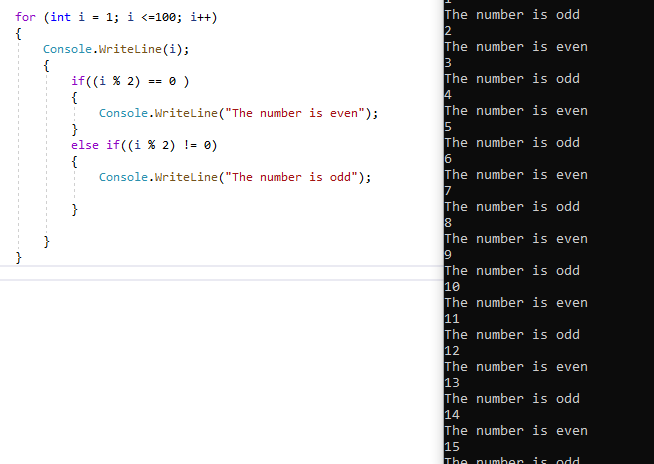 for (int i = 1; i <=100; i++)
{
Console.WriteLine(i);
{
if((i % 2) == 0 )
{
Console.WriteLine("The number is even");
}
else if((i % 2) != 0)
{
Console.WriteLine("The number is odd");
}
}
}
1
The number is odd
2
The number is even
3
The number is odd
4
The number is even
5
The number is odd
6
The number is even
7
The number is odd
8
The number is even
9
The number is odd
10
The number is even
11
The number is odd
12
The number is even
13
The number is odd
14
The number is even
15
The number is odd